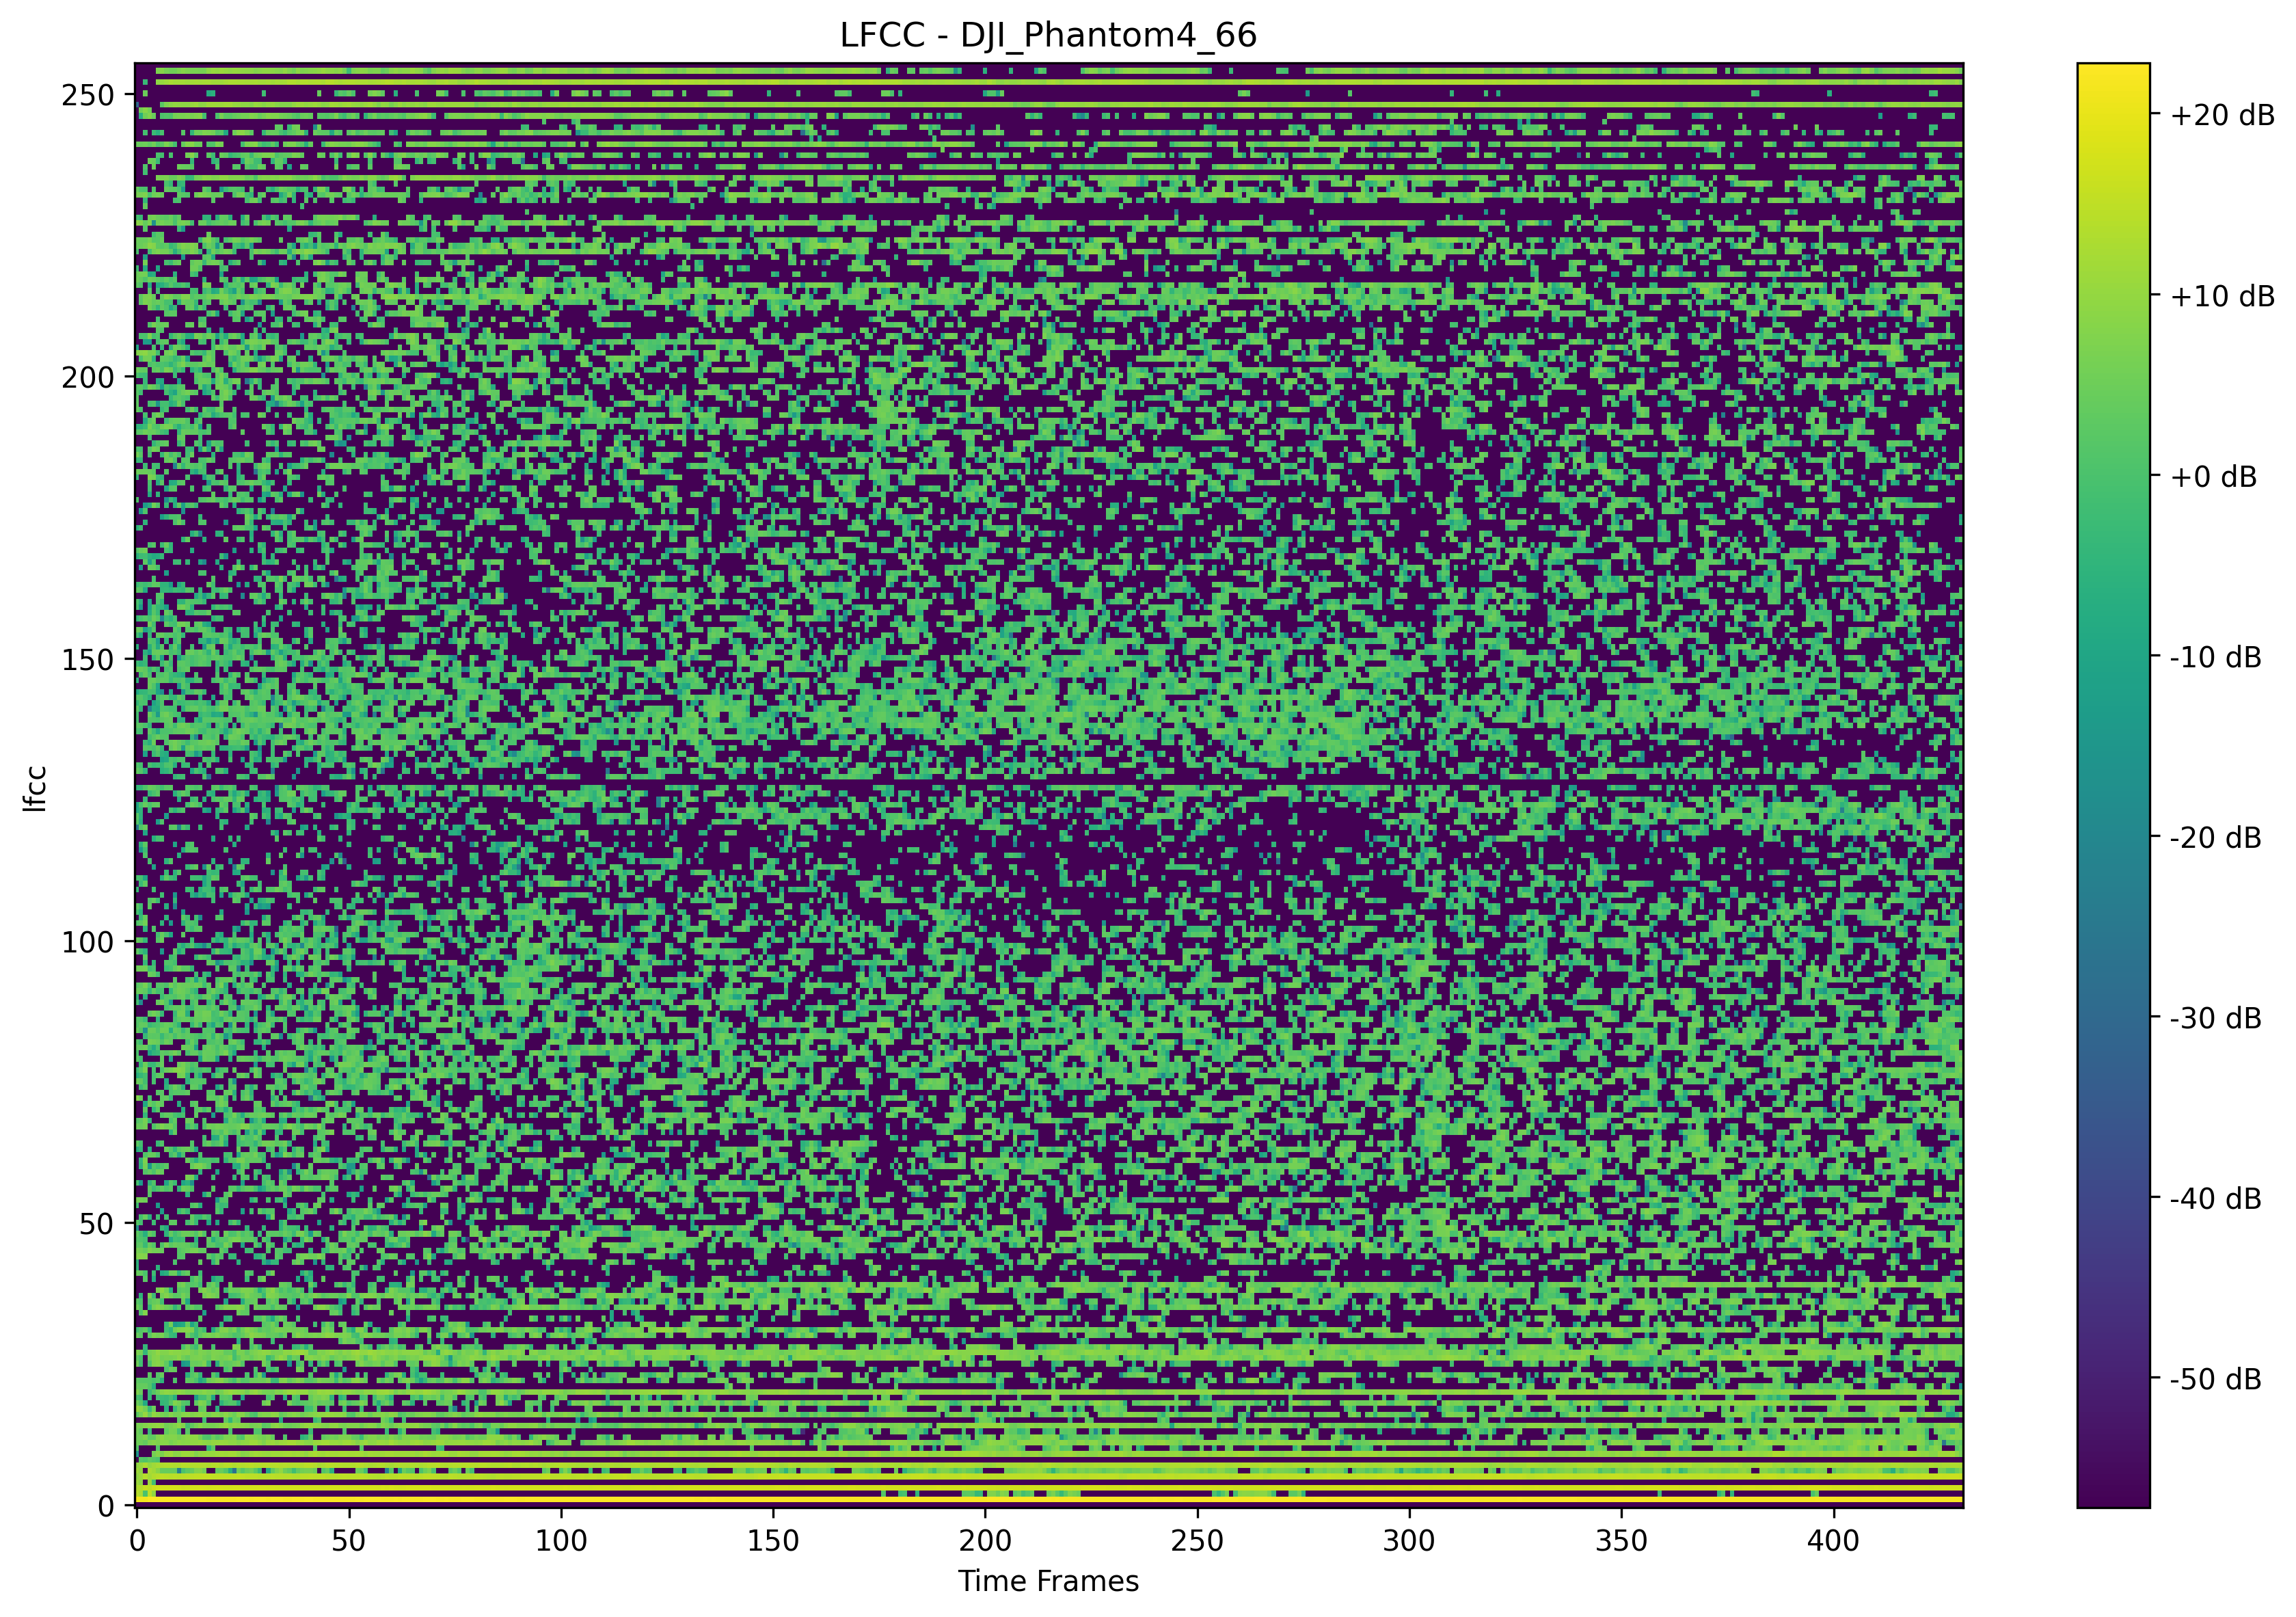 LFCC - DJI_Phantom4_66
250
200
150
100
50
0
lfcc
0 50 100 150 200 250 300 350 400
Time Frames
+20 dB
+10 dB
+0 dB
-10 dB
-20 dB
-30 dB
-40 dB
-50 dB